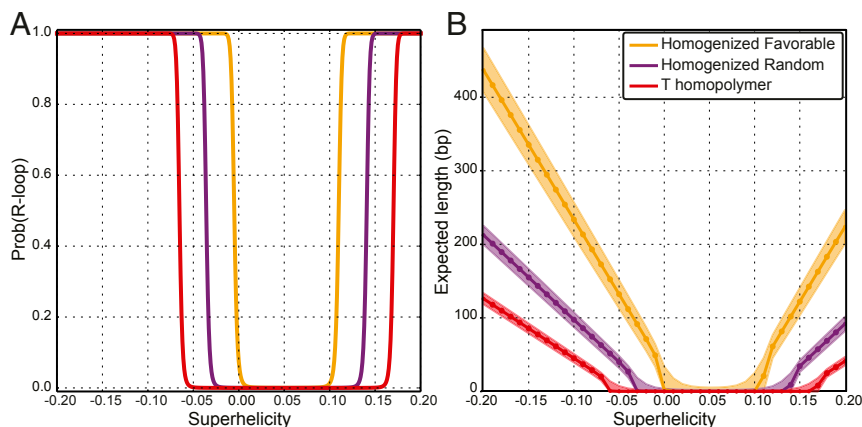 A
1.0
0.8
0.6
0.4
0.2
0.0
Prob(R-loop)
-0.20 -0.15 -0.10 -0.05 0.00 0.05 0.10 0.15 0.20
Superhelicity
B
Homogenized Favorable
Homogenized Random
T homopolymer
400
300
200
100
0
Expected length (bp)
-0.20 -0.15 -0.10 -0.05 0.00 0.05 0.10 0.15 0.20
Superhelicity